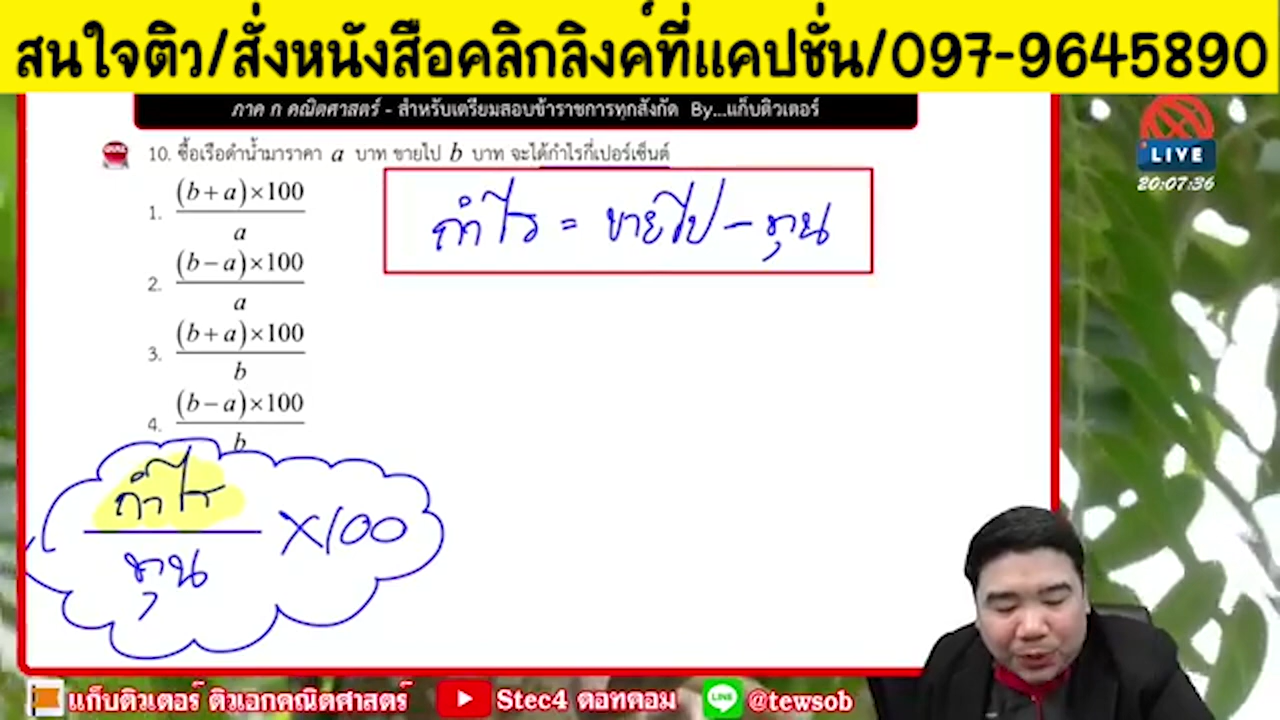 สนใจติว/สั่งหนังสือคลิกลิงค์ที่แคปชั่น/097-9645890
ภาค ก คณิตศาสตร์ - สำหรับเตรียมสอบข้าราชการทุกสังกัด By...แก็บติวเตอร์
LIVE
20:07:36
QUIZ 10. ซื้อเรือดำน้ำมาราคา a บาท ขายไป b บาท จะได้กำไรกี่เปอร์เซ็นต์
กำไร = ขายไป - ทุน
1. (b+a)×100
a
2. (b−a)×100
a
3. (b+a)×100
b
4. (b−a)×100
b
กำไร
ทุน
×100
แก็บติวเตอร์ ติวเอกคณิตศาสตร์ Stec4 ดอทคอม LINE @tewsob